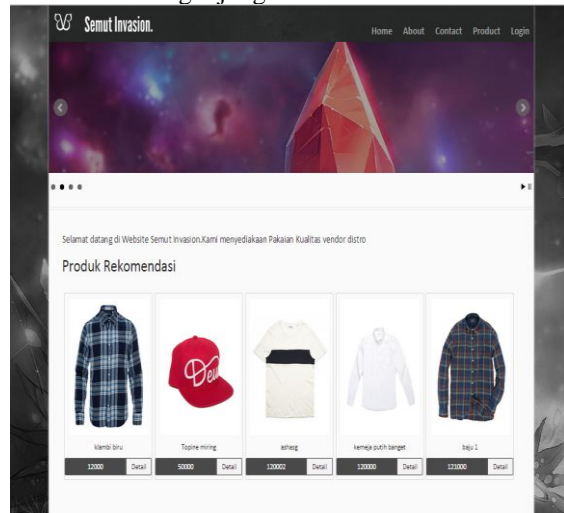 Semut Invasion.
Home About Contact Product Login
Selamat datang di Website Semut Invasion.Kami menyediakaan Pakaian Kualitas vendor distro
Produk Rekomendasi
klambi biru
Topine miring
ashasg
kemeja putih banget
baju 1
12000 Detail
50000 Detail
120002 Detail
120000 Detail
121000 Detail